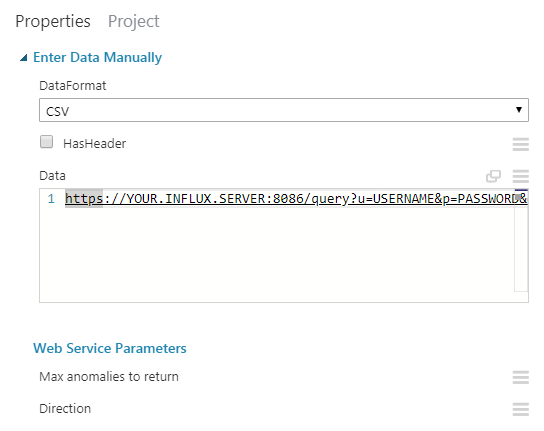 Properties Project
Enter Data Manually
DataFormat
CSV
HasHeader
Data
1 https://YOUR.INFLUX.SERVER:8086/query?u=USERNAME&p=PASSWORD&
Web Service Parameters
Max anomalies to return
Direction